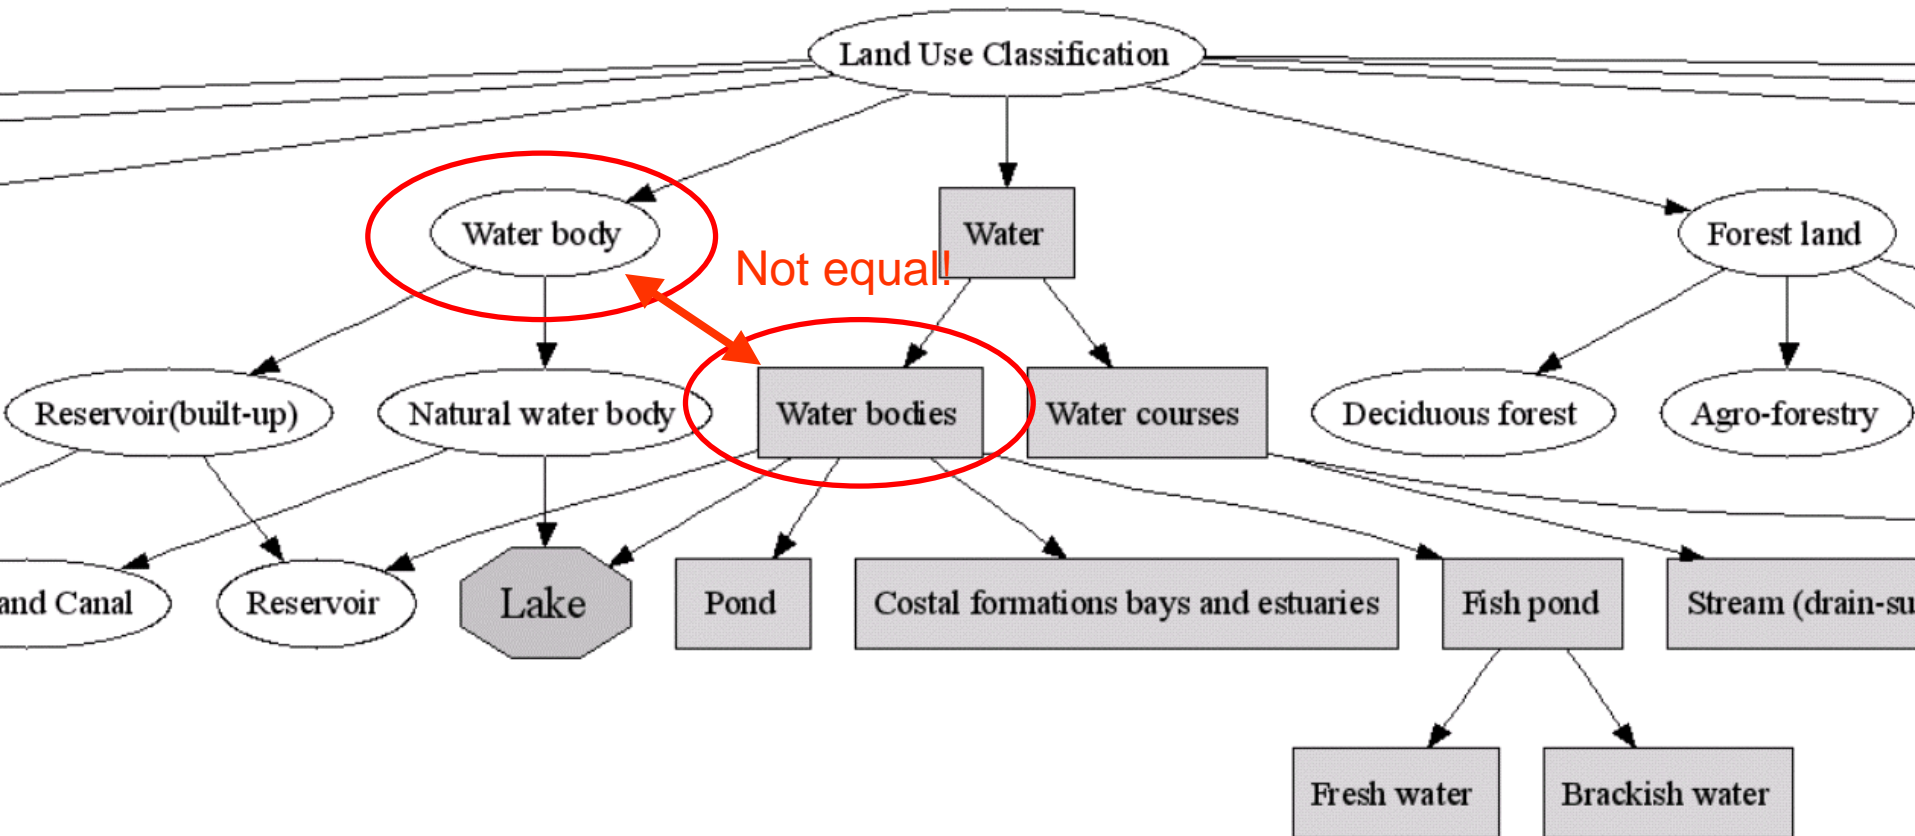 Land Use Classification
Water body
Water
Forest land
Not equal!
Reservoir(built-up)
Natural water body
Water bodies
Water courses
Deciduous forest
Agro-forestry
and Canal
Reservoir
Lake
Pond
Costal formations bays and estuaries
Fish pond
Stream (drain-su
Fresh water
Brackish water